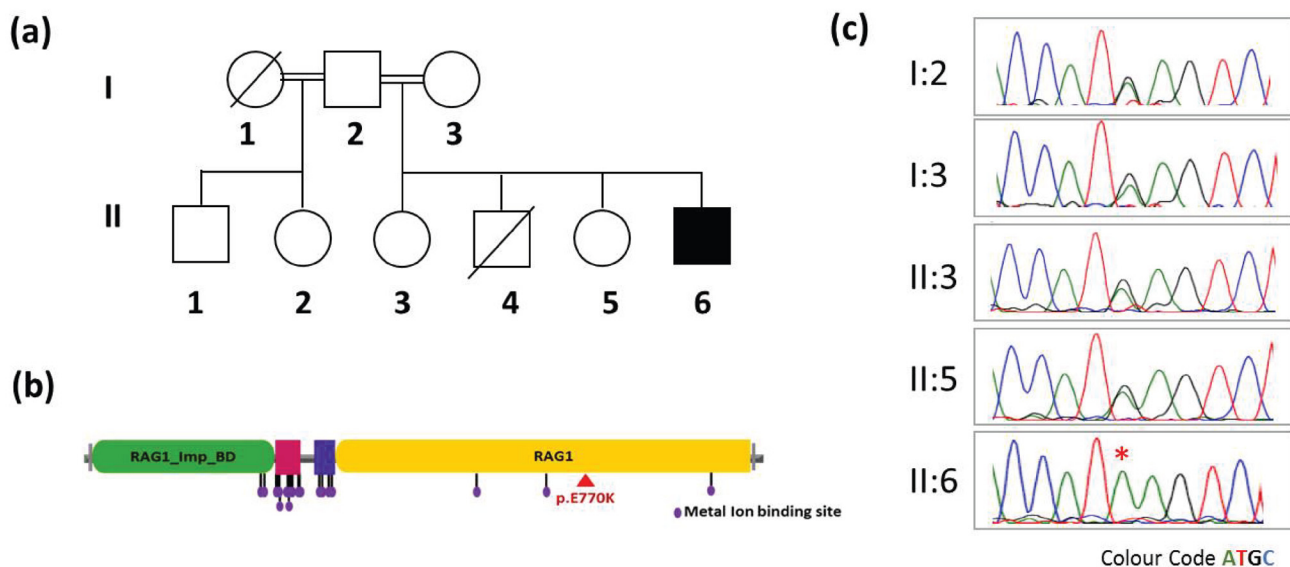 (a)
I
1 2 3
II
1 2 3 4 5 6
(b)
RAG1_Imp_BD
RAG1
p.E770K
Metal Ion binding site
(c)
I:2
I:3
II:3
II:5
II:6
*
Colour Code ATGC